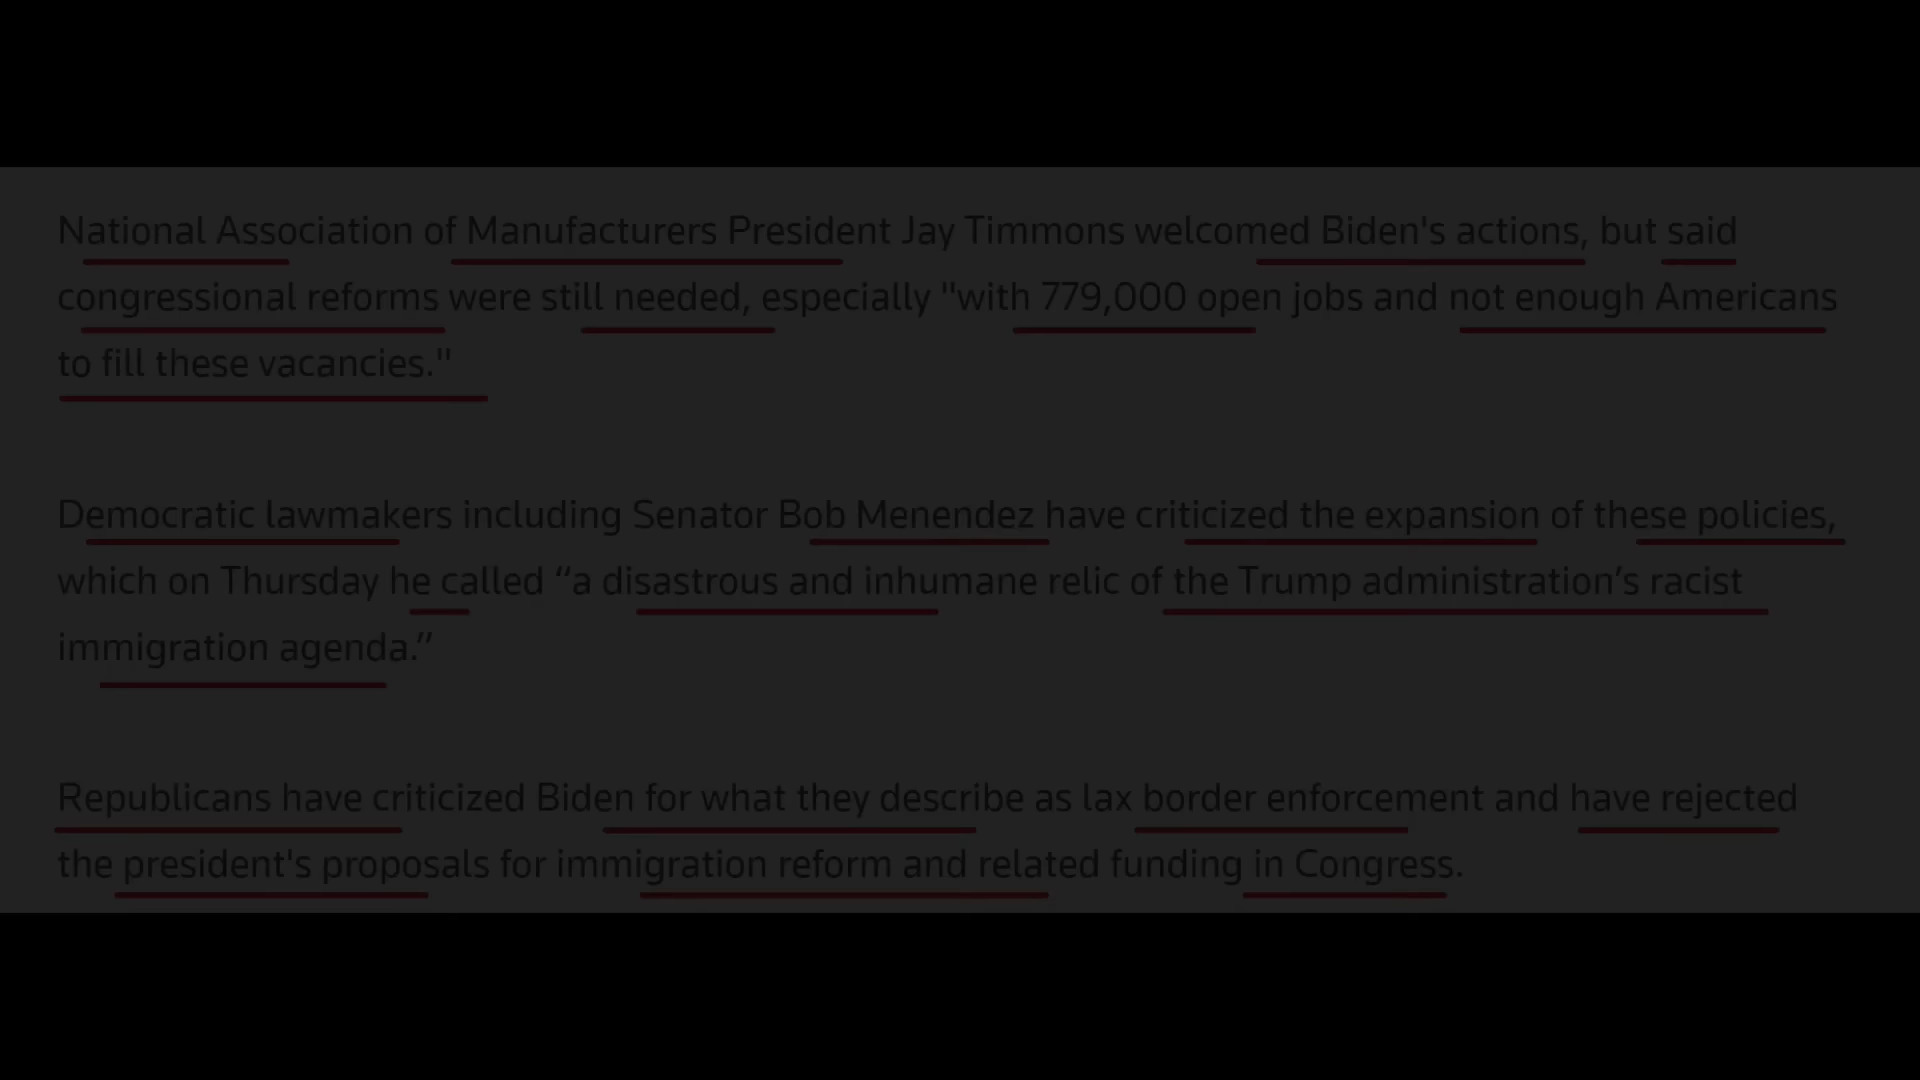 National Association of Manufacturers President Jay Timmons welcomed Biden's actions, but said
congressional reforms were still needed, especially "with 779,000 open jobs and not enough Americans
to fill these vacancies."
Democratic lawmakers including Senator Bob Menendez have criticized the expansion of these policies,
which on Thursday he called “a disastrous and inhumane relic of the Trump administration’s racist
immigration agenda.”
Republicans have criticized Biden for what they describe as lax border enforcement and have rejected
the president's proposals for immigration reform and related funding in Congress.